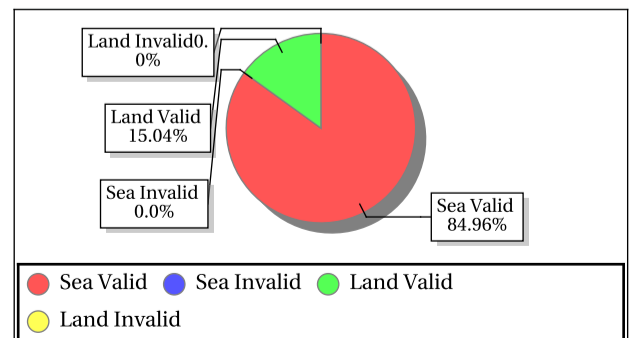 Land Invalid0.
0%
Land Valid
15.04%
Sea Invalid
0.0%
Sea Valid
84.96%
Sea Valid Sea Invalid Land Valid
Land Invalid